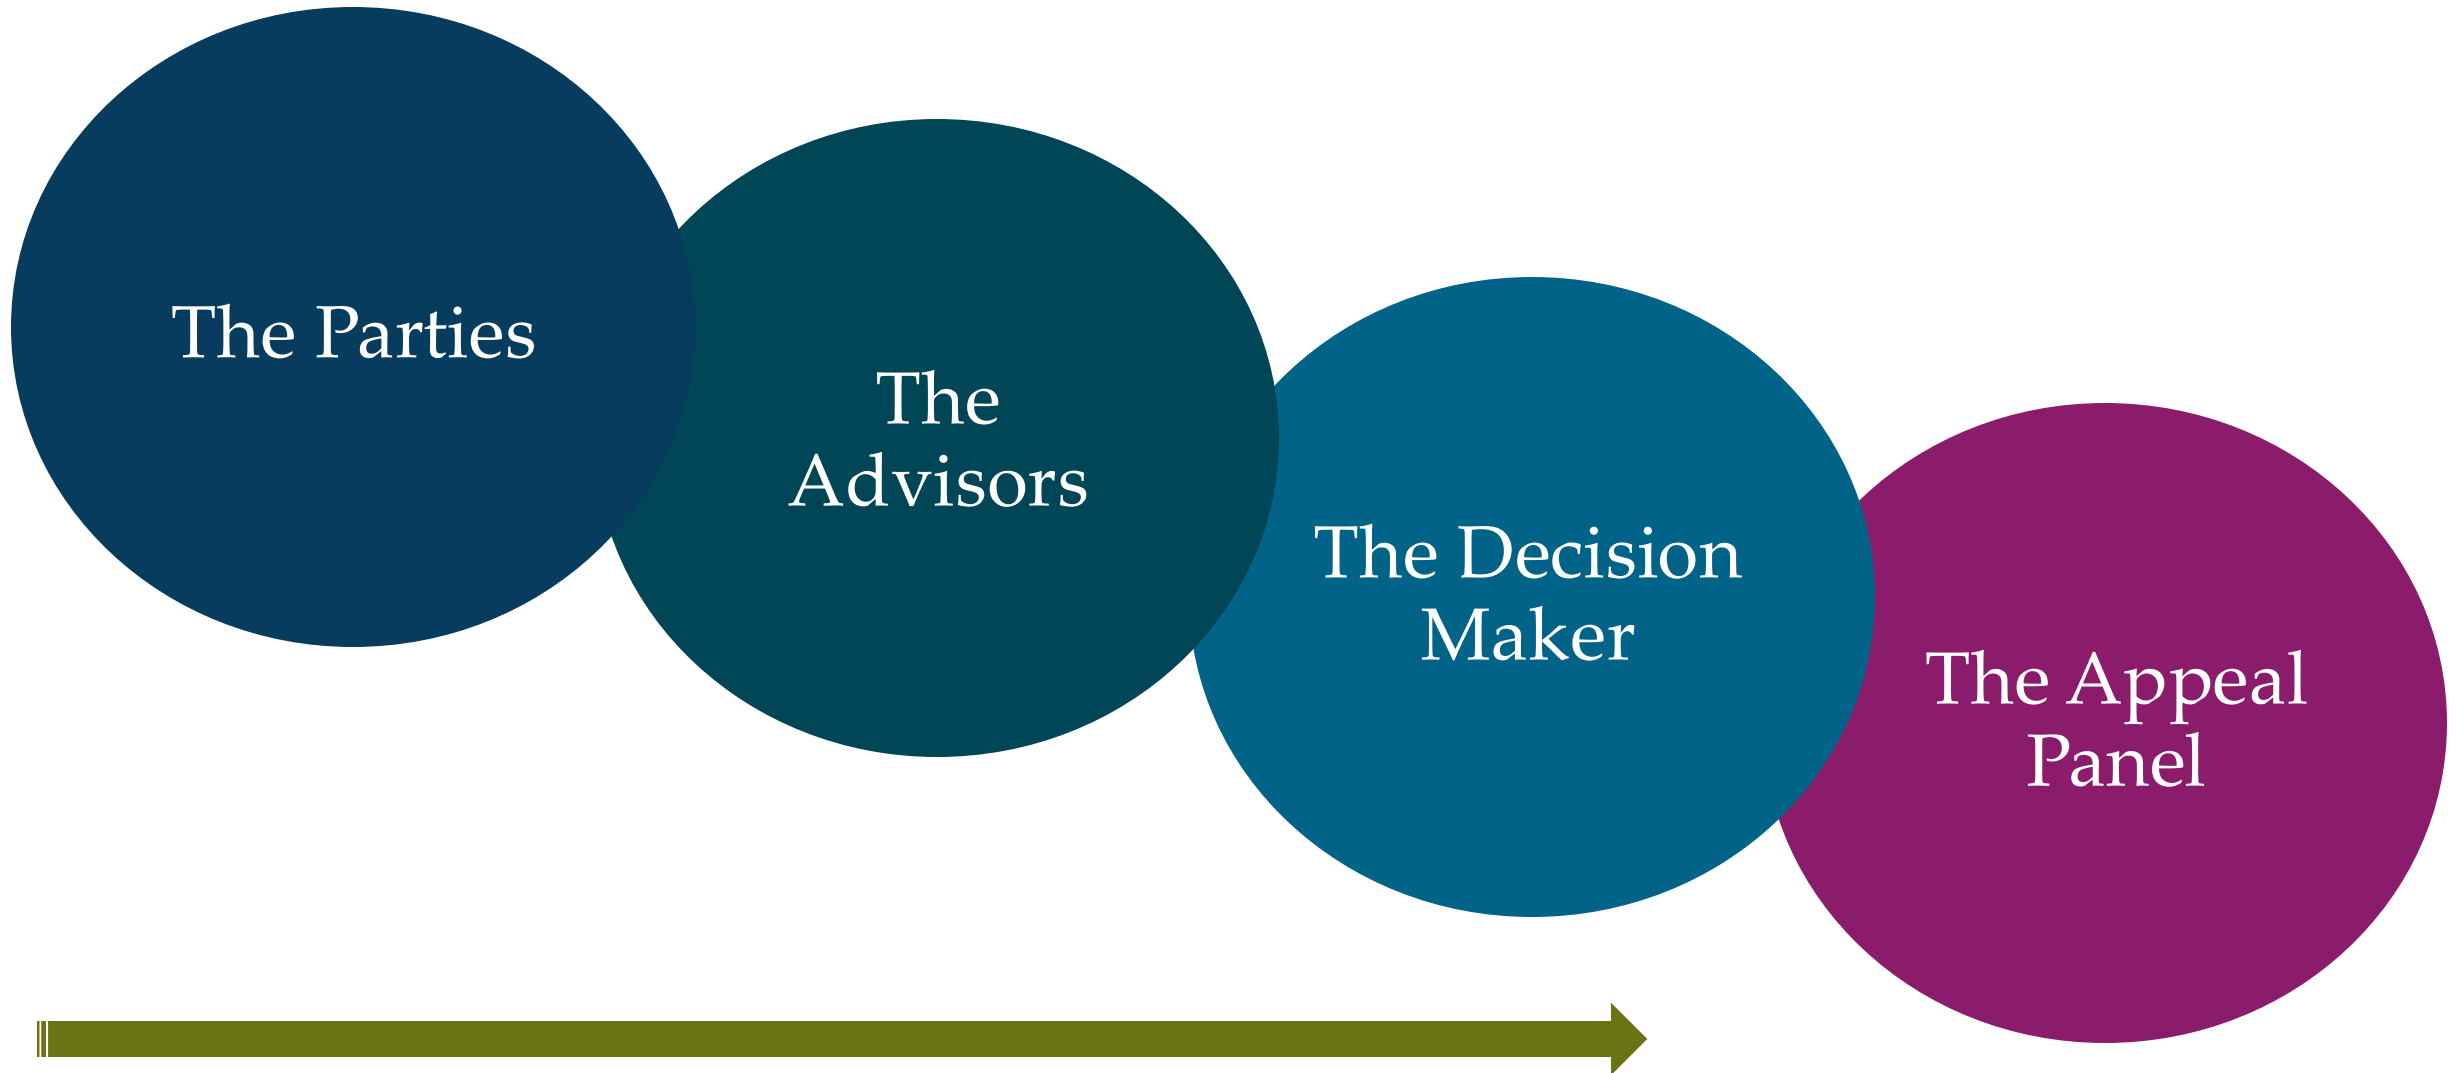 The Parties
The
Advisors
The Decision
Maker
The Appeal
Panel